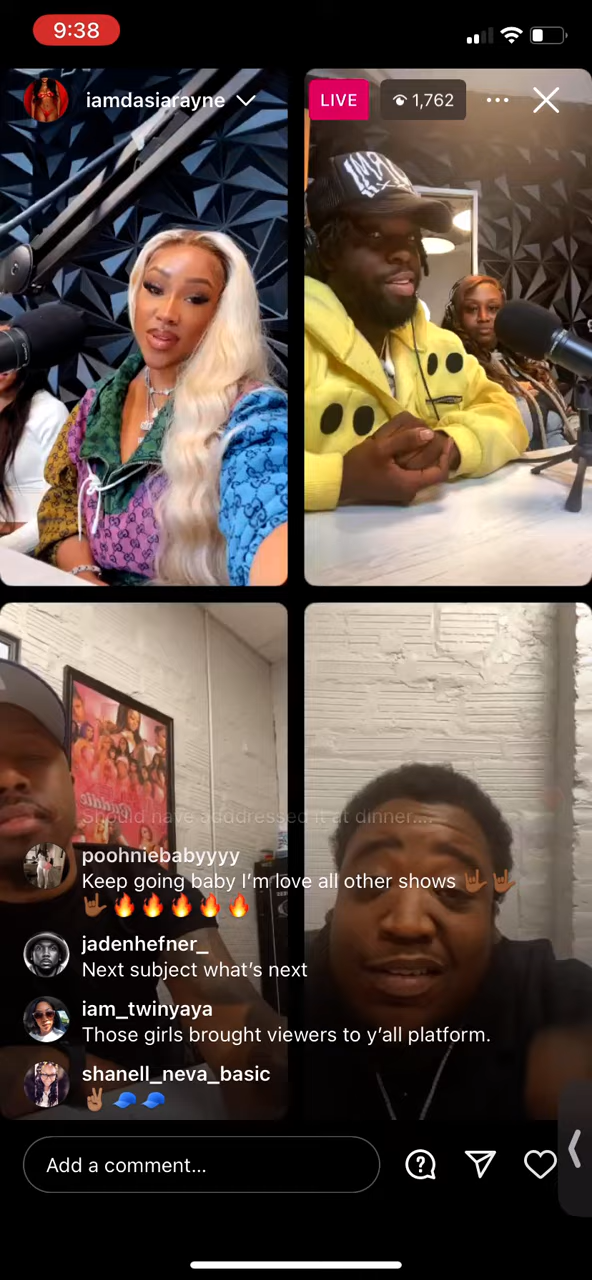 9:38
iamdasiarayne
LIVE
1,762
Should have adddressed it at dinner....
poohniebabyyyy
Keep going baby I'm love all other shows 🤟🏾🤟🏾
🤟🏾🔥🔥🔥🔥🔥
jadenhefner_
Next subject what's next
iam_twinyaya
Those girls brought viewers to y'all platform.
shanell_neva_basic
✌🏾🧢🧢
Add a comment...